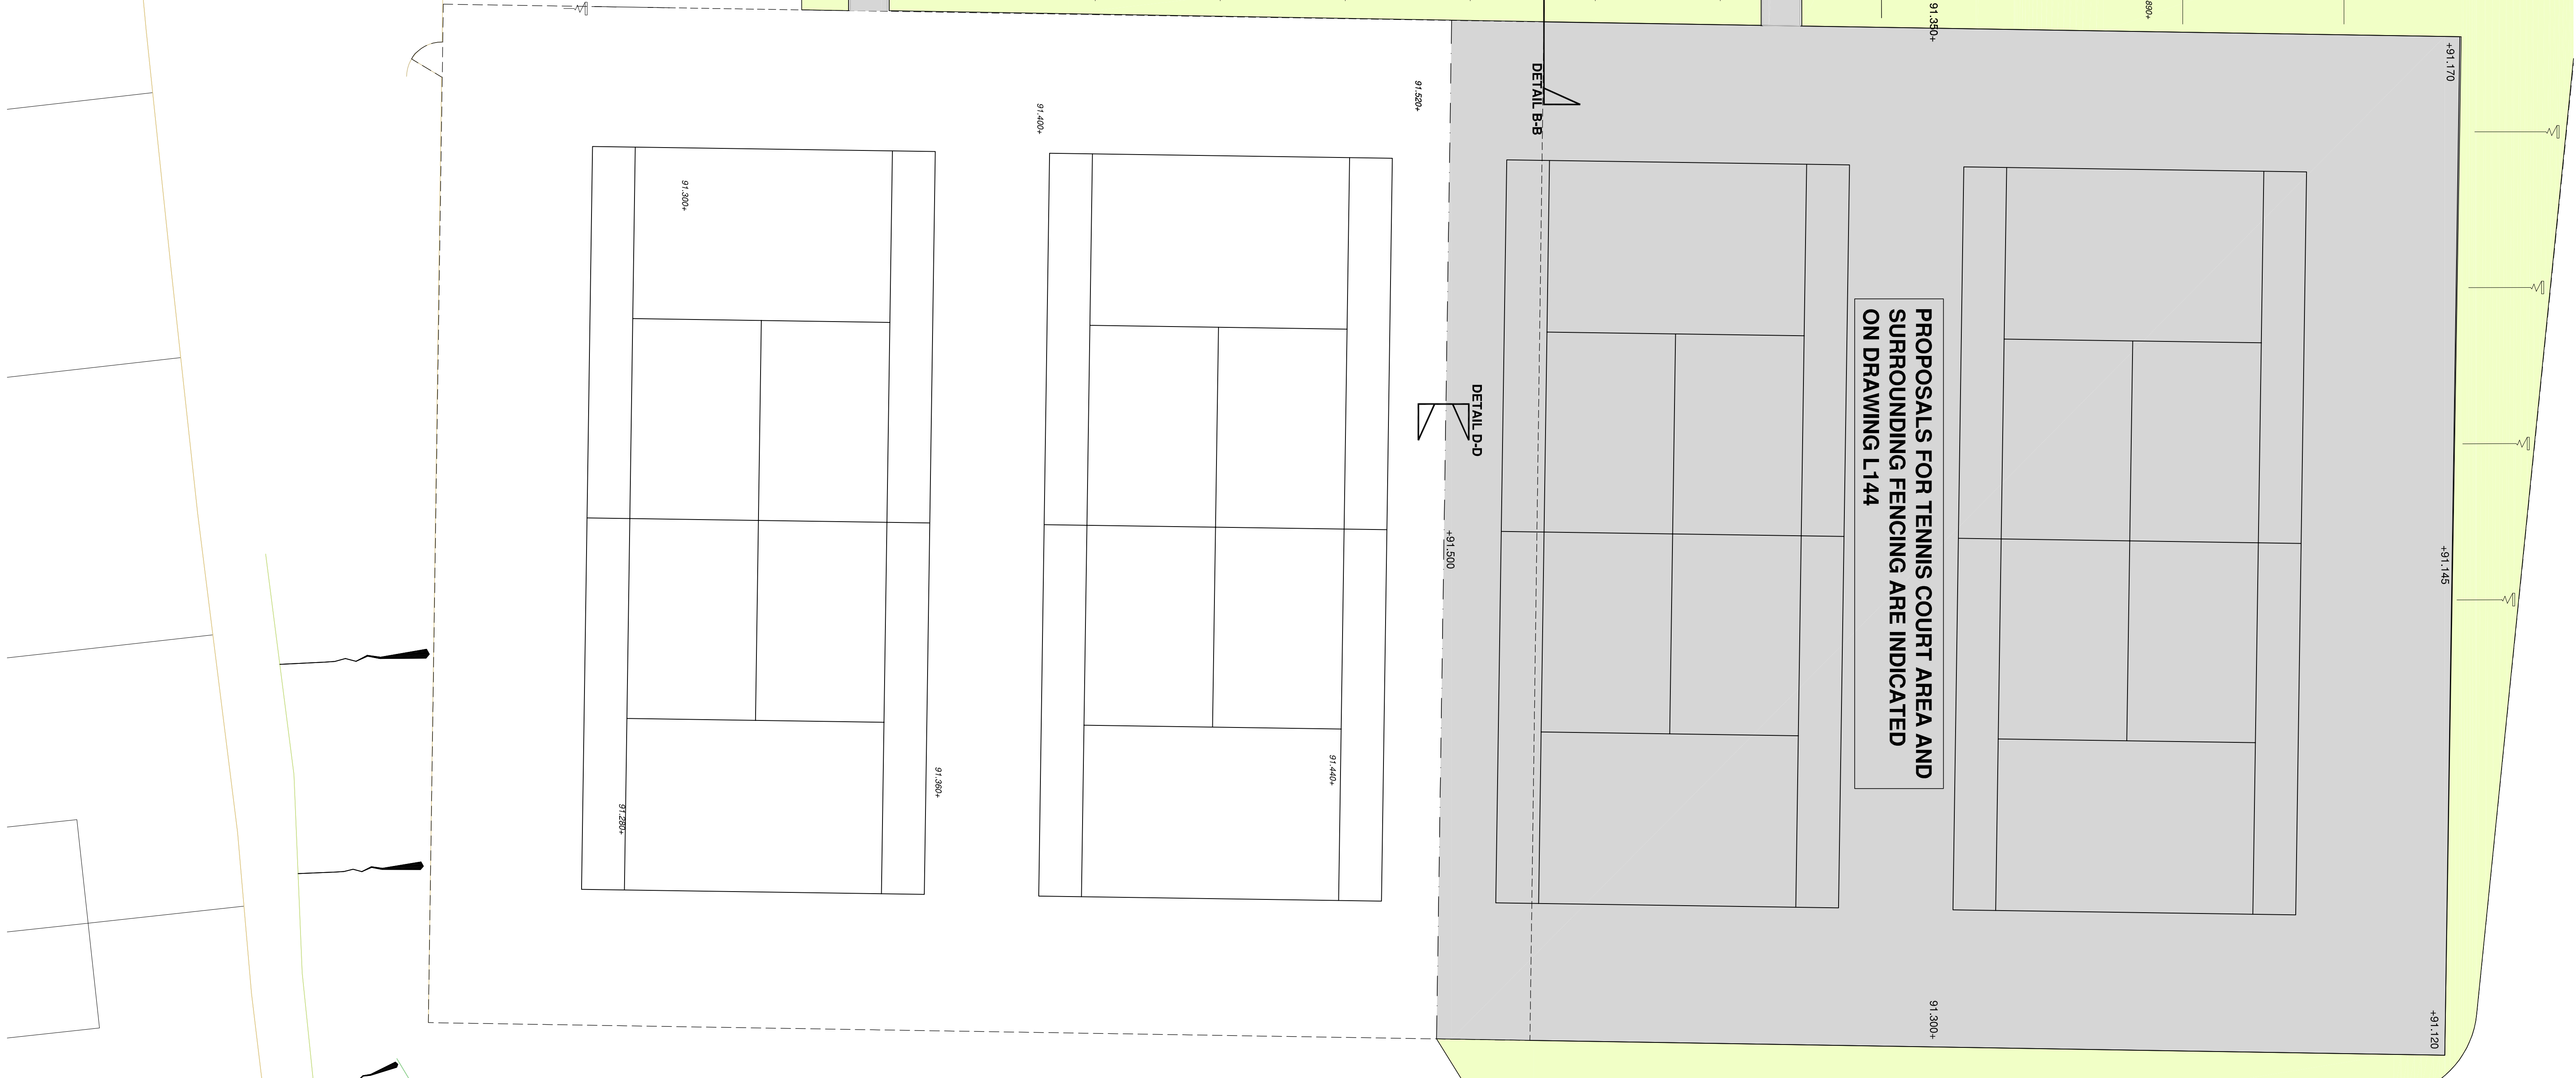 91.350+
890+
+91.170
DETAIL B-B
91.520+
91.400+
91.300+
PROPOSALS FOR TENNIS COURT AREA AND
SURROUNDING FENCING ARE INDICATED
ON DRAWING L144
DETAIL D-D
+91.500
+91.145
91.440+
91.360+
91.280+
91.300+
+91.120